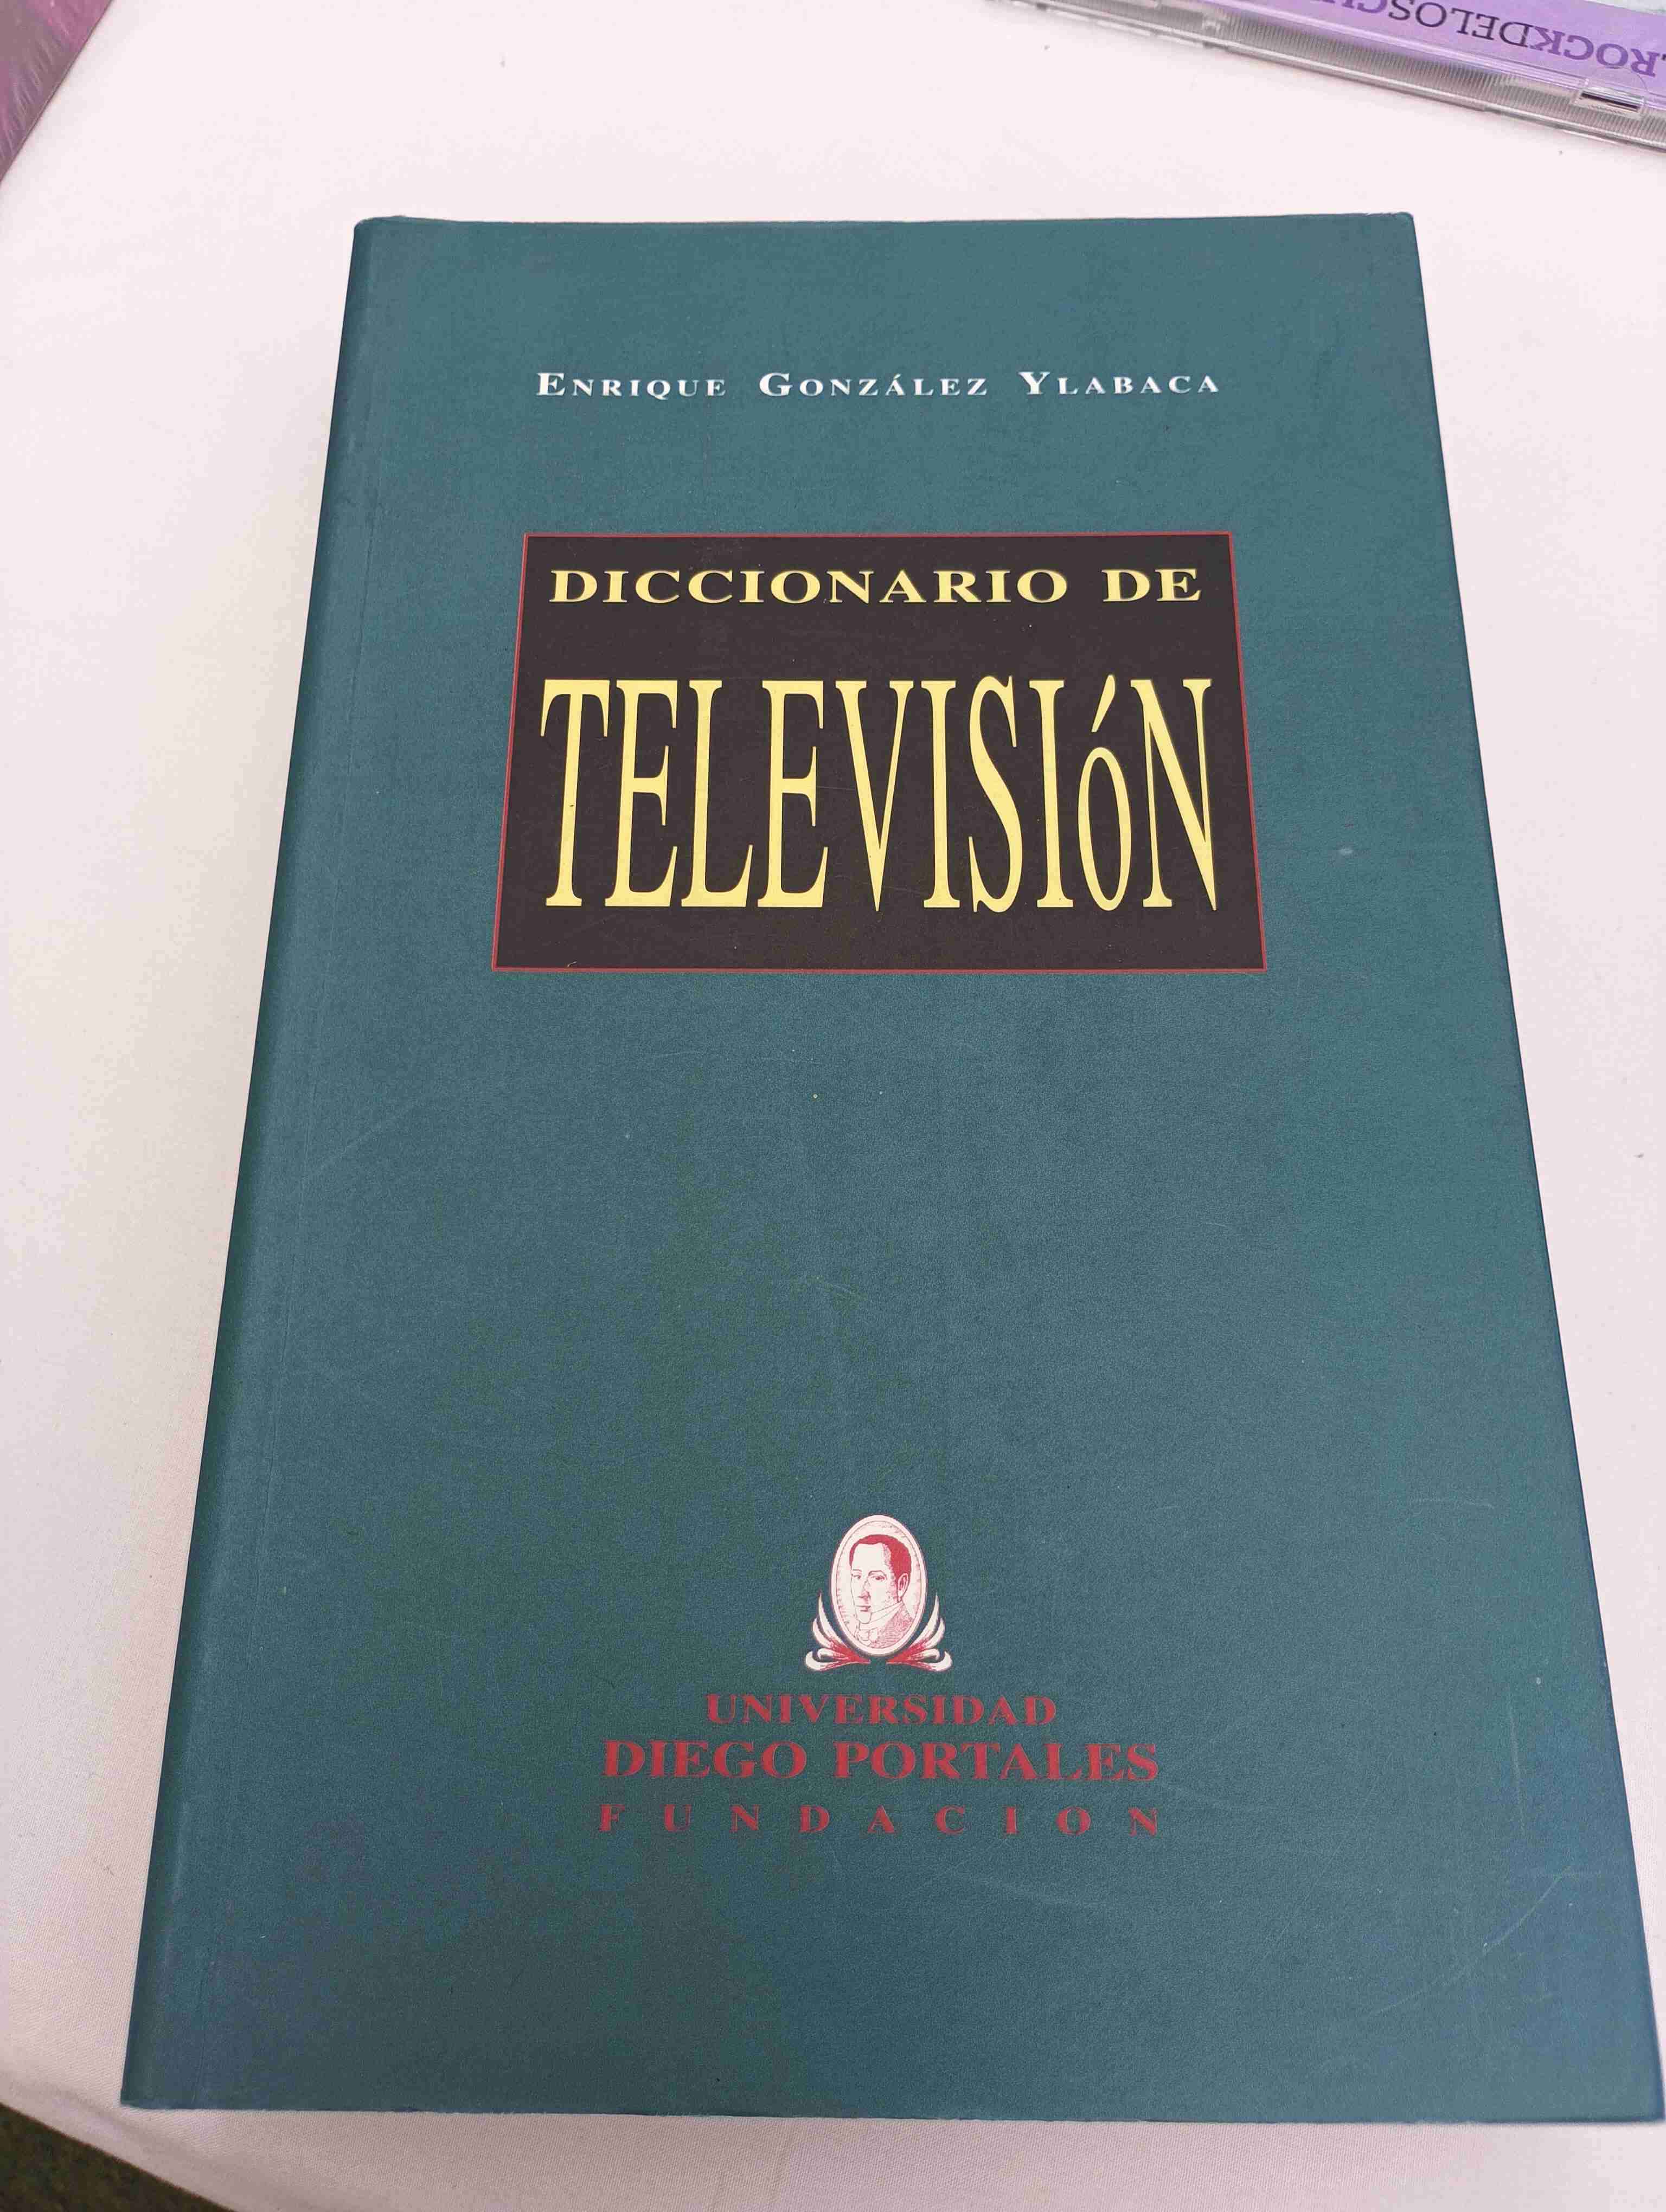 ENRIQUE GONZÁLEZ YLABACA
DICCIONARIO DE
TELEVISIóN
UNIVERSIDAD
DIEGO PORTALES
FUNDACION